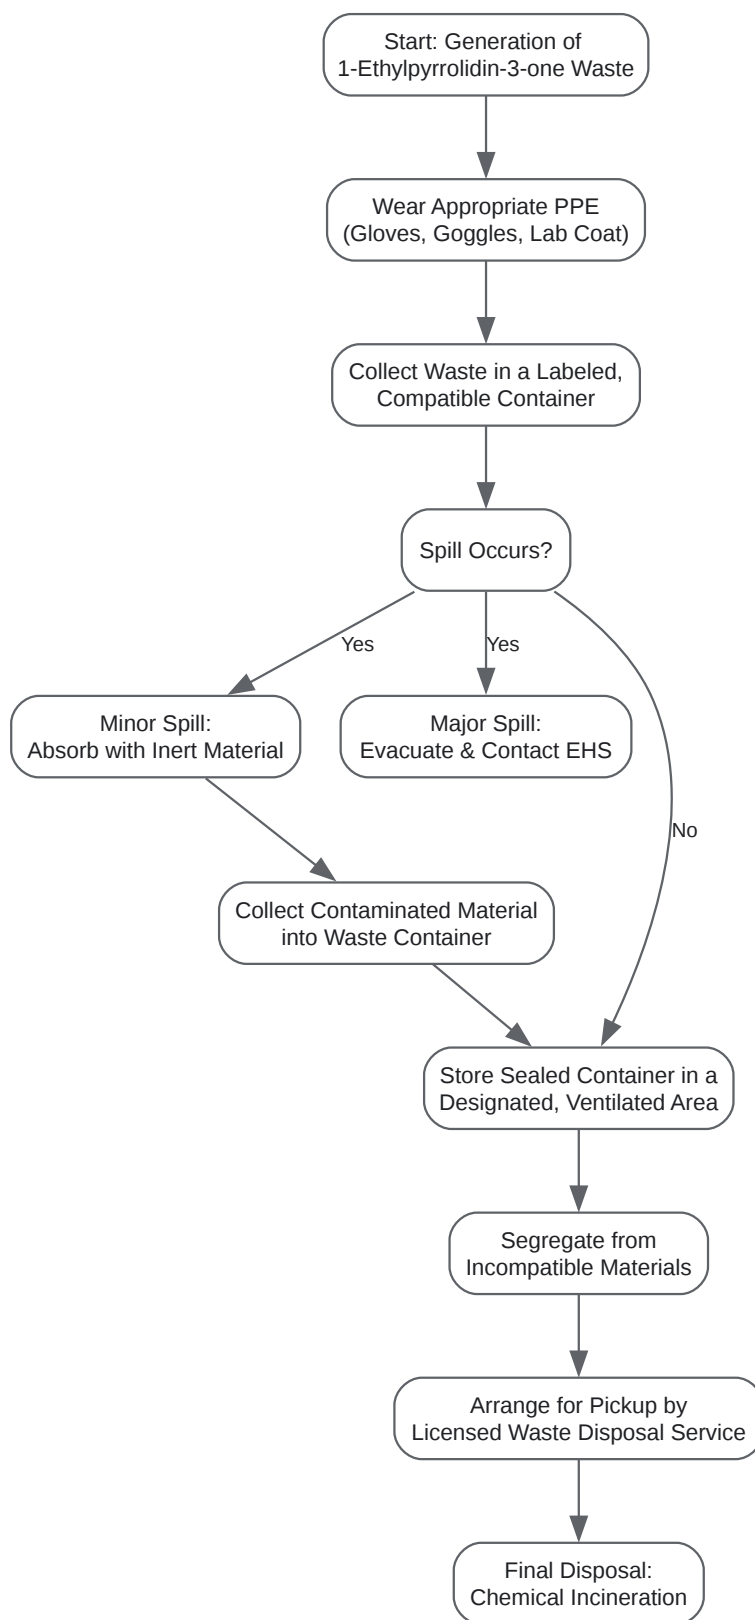 Start: Generation of
1-Ethylpyrrolidin-3-one Waste
Wear Appropriate PPE
(Gloves, Goggles, Lab Coat)
Collect Waste in a Labeled,
Compatible Container
Spill Occurs?
Yes
Yes
Minor Spill:
Absorb with Inert Material
Major Spill:
Evacuate & Contact EHS
No
Collect Contaminated Material
into Waste Container
Store Sealed Container in a
Designated, Ventilated Area
Segregate from
Incompatible Materials
Arrange for Pickup by
Licensed Waste Disposal Service
Final Disposal:
Chemical Incineration